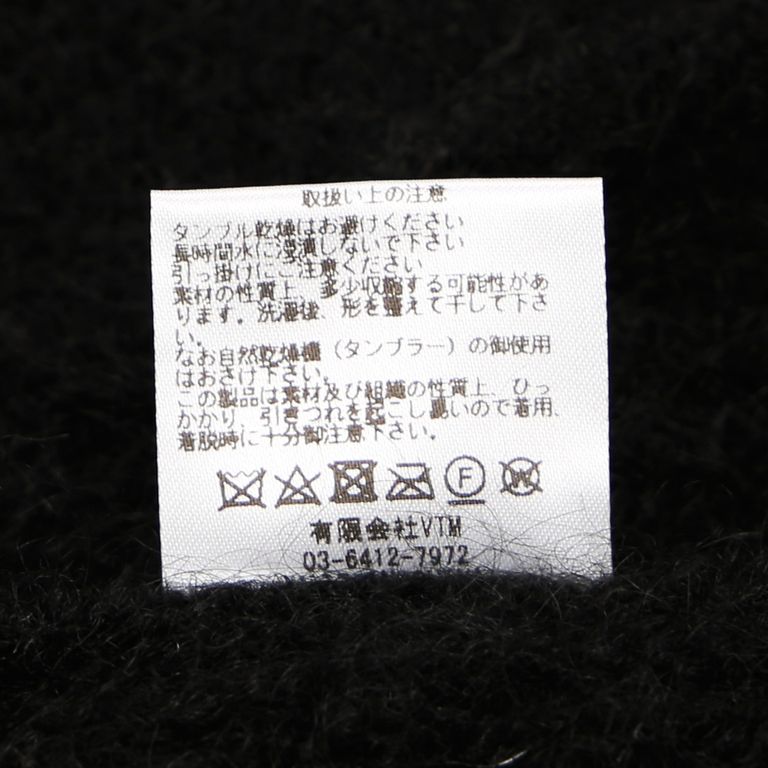 取扱い上の注意
タンブル乾燥はお避けください
長時間水に浸漬しないで下さい
引っ掛けにご注意ください
素材の性質上、多少収縮する可能性があ
ります。洗濯後、形を整えて干して下さ
い。
なお自然乾燥機(タンブラー)の御使用
はおさけ下さい。
この製品は素材及び組織の性質上、ひっ
かかり、引きつれを起こし易いので着用、
着脱時に十分御注意下さい。
F
W
有限会社VTM
03-6412-7972